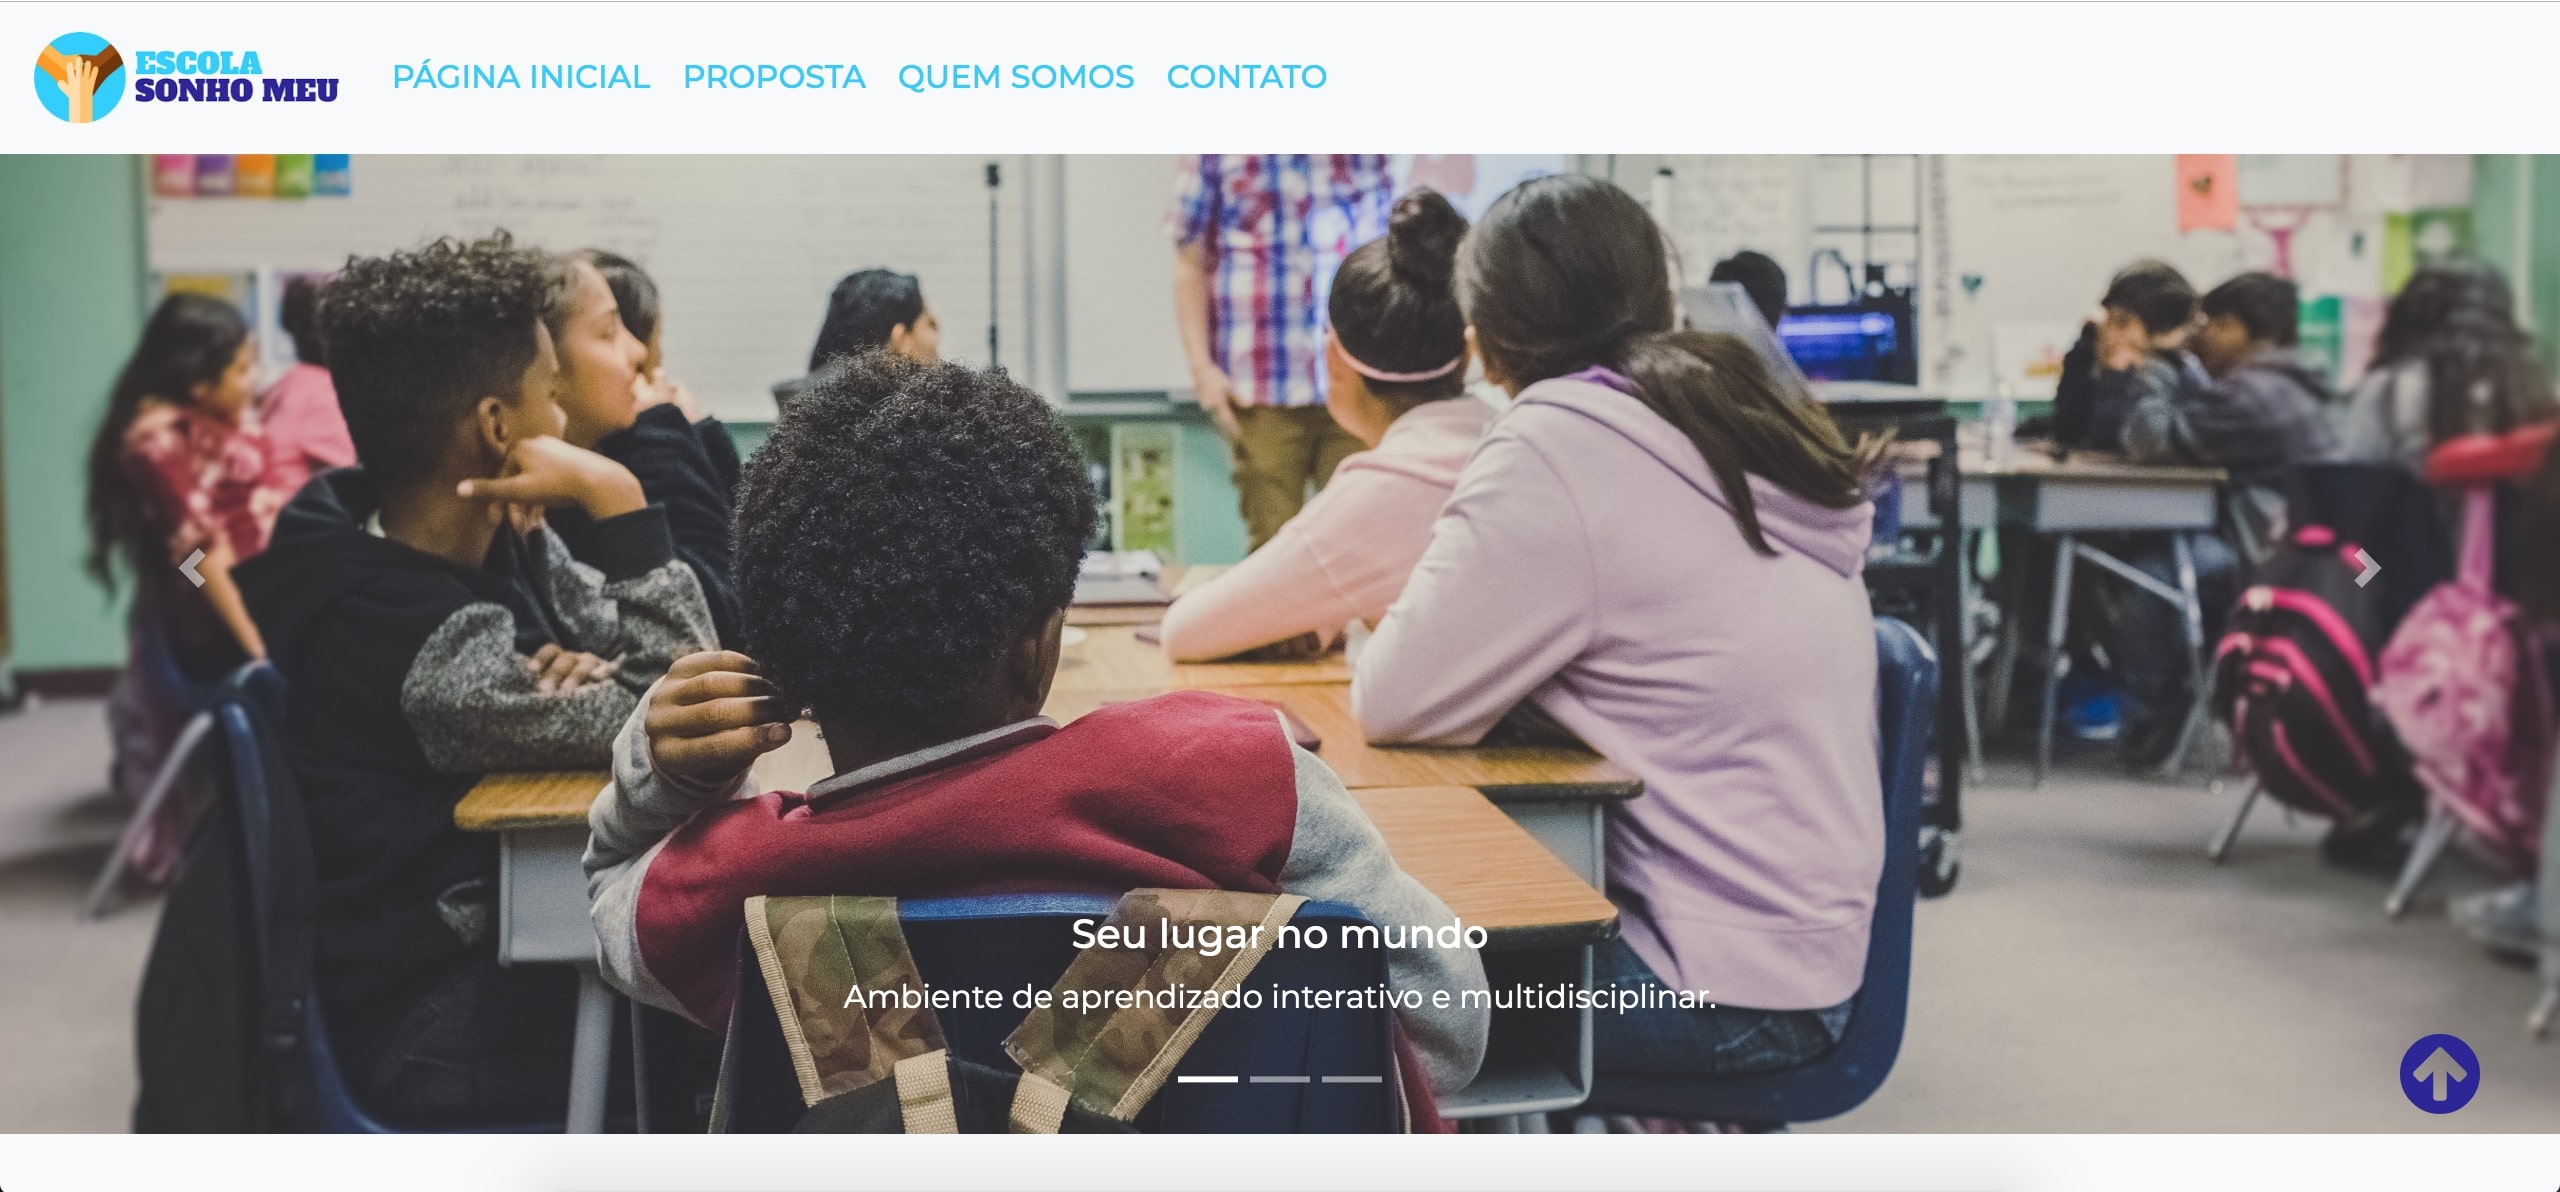 ESCOLA
SONHO MEU
PÁGINA INICIAL PROPOSTA QUEM SOMOS CONTATO
Seu lugar no mundo
Ambiente de aprendizado interativo e multidisciplinar.